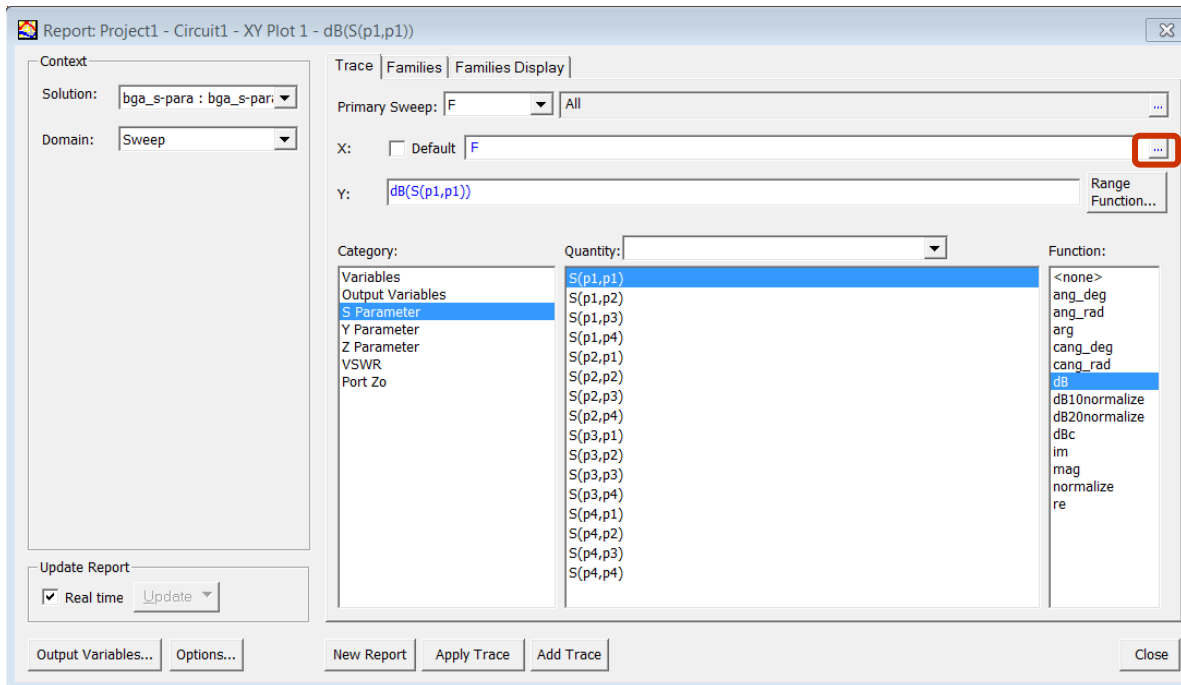 Report: Project1 - Circuit1 - XY Plot 1 - dB(S(p1,p1))
Context
Solution: bga_s-para : bga_s-par
Domain: Sweep
Update Report
Real time Update
Trace Families Families Display
Primary Sweep: F All ...
X: Default F ...
Y: dB(S(p1,p1)) Range
Function...
Category:
Variables
Output Variables
S Parameter
Y Parameter
Z Parameter
VSWR
Port Zo
Quantity:
S(p1,p1)
S(p1,p2)
S(p1,p3)
S(p1,p4)
S(p2,p1)
S(p2,p2)
S(p2,p3)
S(p2,p4)
S(p3,p1)
S(p3,p2)
S(p3,p3)
S(p3,p4)
S(p4,p1)
S(p4,p2)
S(p4,p3)
S(p4,p4)
Function:
<none>
ang_deg
ang_rad
arg
cang_deg
cang_rad
dB
dB10normalize
dB20normalize
dBc
im
mag
normalize
re
Output Variables... Options... New Report Apply Trace Add Trace Close